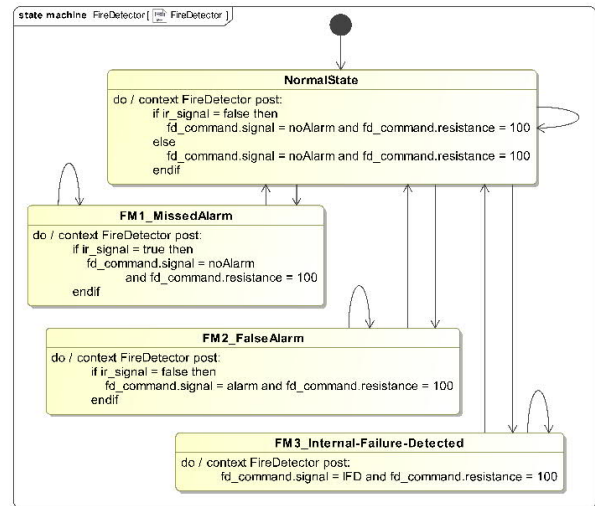 state machine FireDetector [ FireDetector ]
NormalState
do / context FireDetector post:
if ir_signal = false then
fd_command.signal = noAlarm and fd_command.resistance = 100
else
fd_command.signal = noAlarm and fd_command.resistance = 100
endif
FM1_MissedAlarm
do / context FireDetector post:
if ir_signal = true then
fd_command.signal = noAlarm
and fd_command.resistance = 100
endif
FM2_FalseAlarm
do / context FireDetector post:
if ir_signal = false then
fd_command.signal = alarm and fd_command.resistance = 100
endif
FM3_Internal-Failure-Detected
do / context FireDetector post:
fd_command.signal = IFD and fd_command.resistance = 100